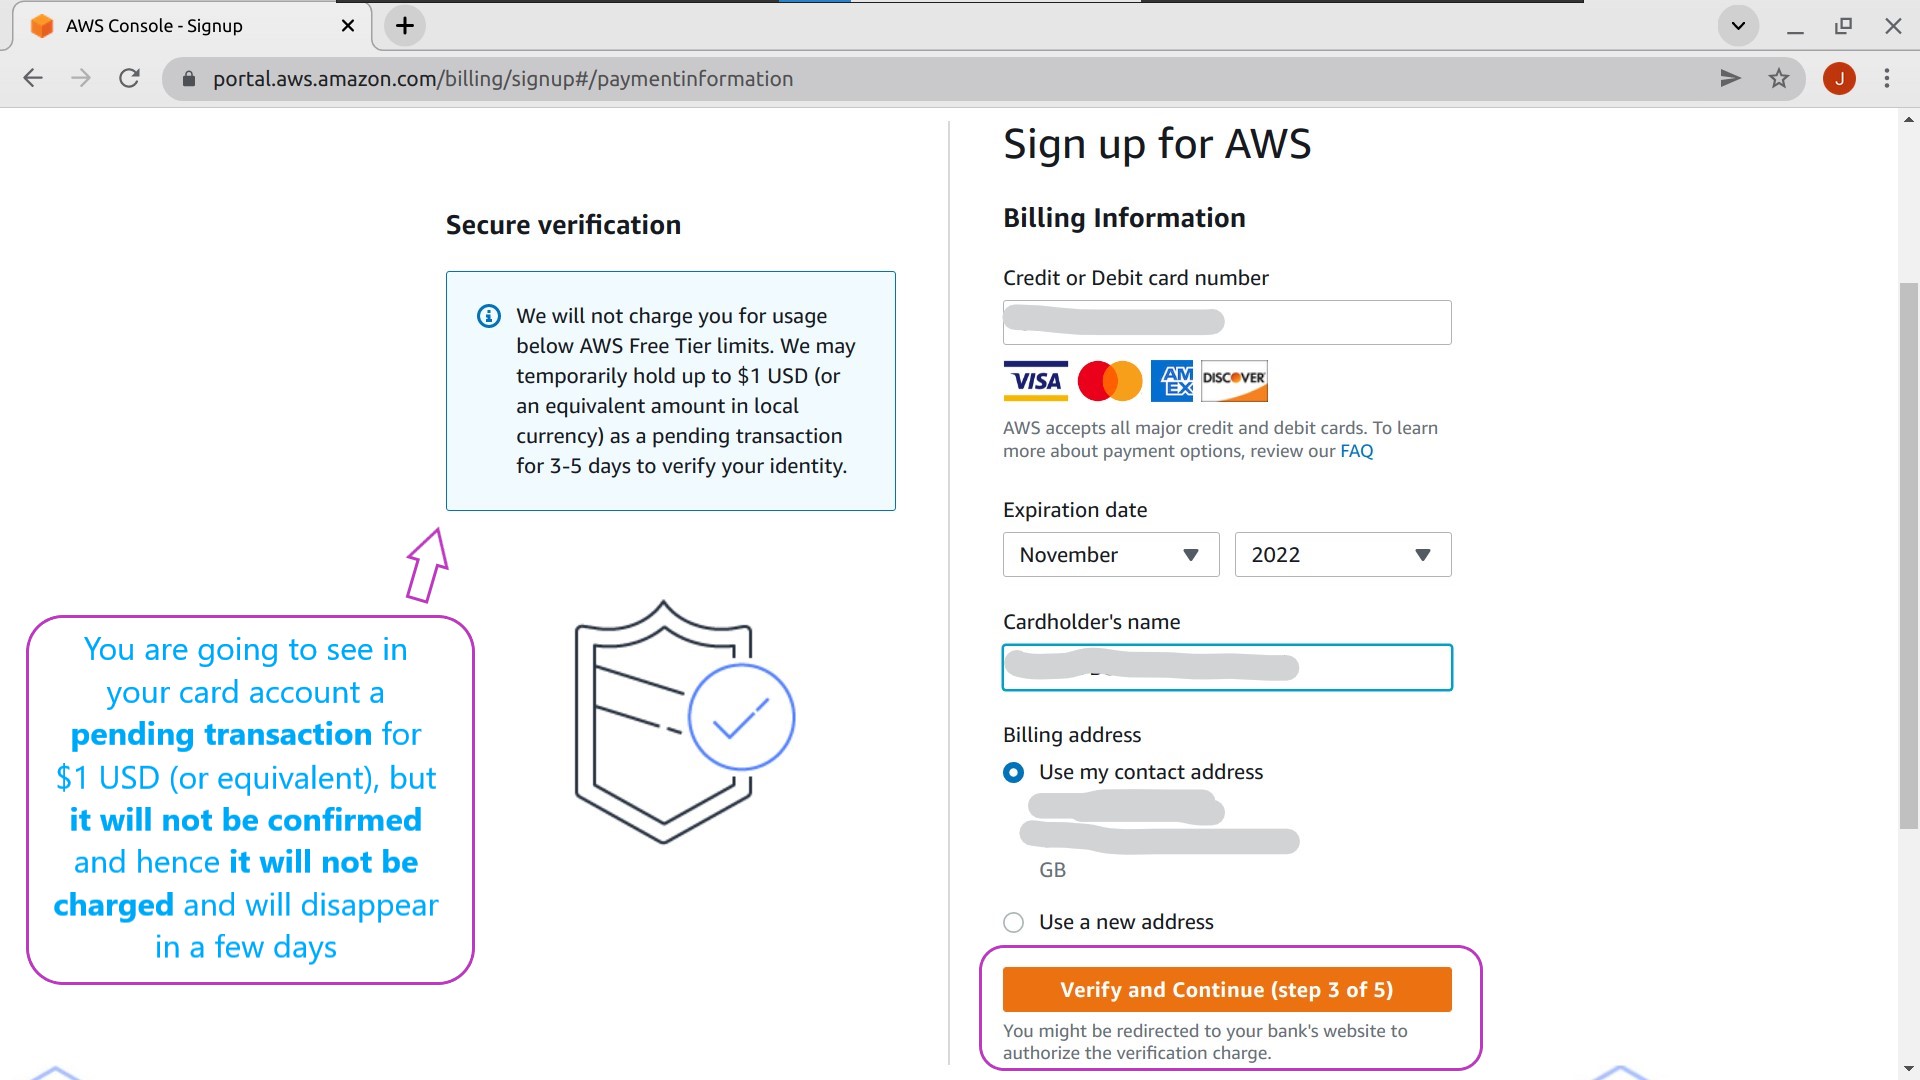 AWS Console - Signup
portal.aws.amazon.com/billing/signup#/paymentinformation
J
Secure verification
We will not charge you for usage
below AWS Free Tier limits. We may
temporarily hold up to $1 USD (or
an equivalent amount in local
currency) as a pending transaction
for 3-5 days to verify your identity.
You are going to see in
your card account a
pending transaction for
$1 USD (or equivalent), but
it will not be confirmed
and hence it will not be
charged and will disappear
in a few days
Sign up for AWS
Billing Information
Credit or Debit card number
VISA
AM
EX
DISCOVER
AWS accepts all major credit and debit cards. To learn
more about payment options, review our FAQ
Expiration date
November 2022
Cardholder's name
Billing address
Use my contact address
GB
Use a new address
Verify and Continue (step 3 of 5)
You might be redirected to your bank's website to
authorize the verification charge.